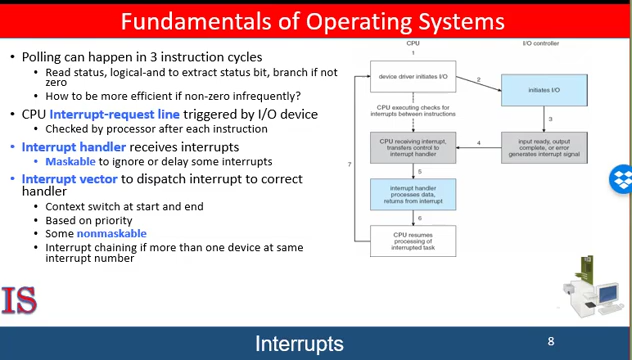 Fundamentals of Operating Systems
• Polling can happen in 3 instruction cycles
• Read status, logical-and to extract status bit, branch if not
zero
• How to be more efficient if non-zero infrequently?
• CPU Interrupt-request line triggered by I/O device
• Checked by processor after each instruction
• Interrupt handler receives interrupts
• Maskable to ignore or delay some interrupts
• Interrupt vector to dispatch interrupt to correct
handler
• Context switch at start and end
• Based on priority
• Some nonmaskable
• Interrupt chaining if more than one device at same
interrupt number
CPU
I/O controller
1
device driver initiates I/O
2
initiates I/O
CPU executing checks for
interrupts between instructions
3
CPU receiving interrupt,
transfers control to
interrupt handler
4
input ready, output
complete, or error
generates interrupt signal
7
5
interrupt handler
processes data,
returns from interrupt
6
CPU resumes
processing of
interrupted task
IS
Interrupts
8